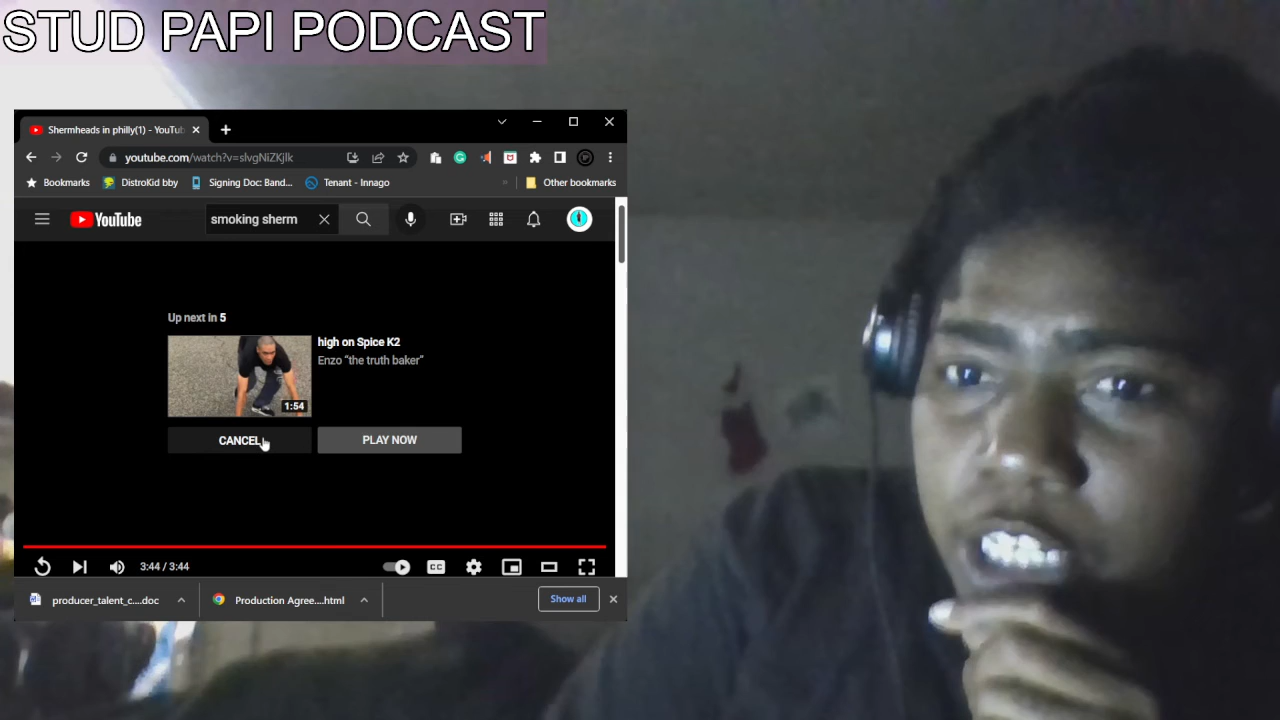 STUD PAPI PODCAST
Shermheads in philly(1) - YouTub
youtube.com/watch?v=slvgNiZKjlk
Bookmarks DistroKid bby Signing Doc: Band... Tenant - Innago » Other bookmarks
YouTube smoking sherm
Up next in 5
high on Spice K2
Enzo “the truth baker”
1:54
CANCEL PLAY NOW
3:44 / 3:44 CC
producer_talent_c....doc Production Agree....html Show all